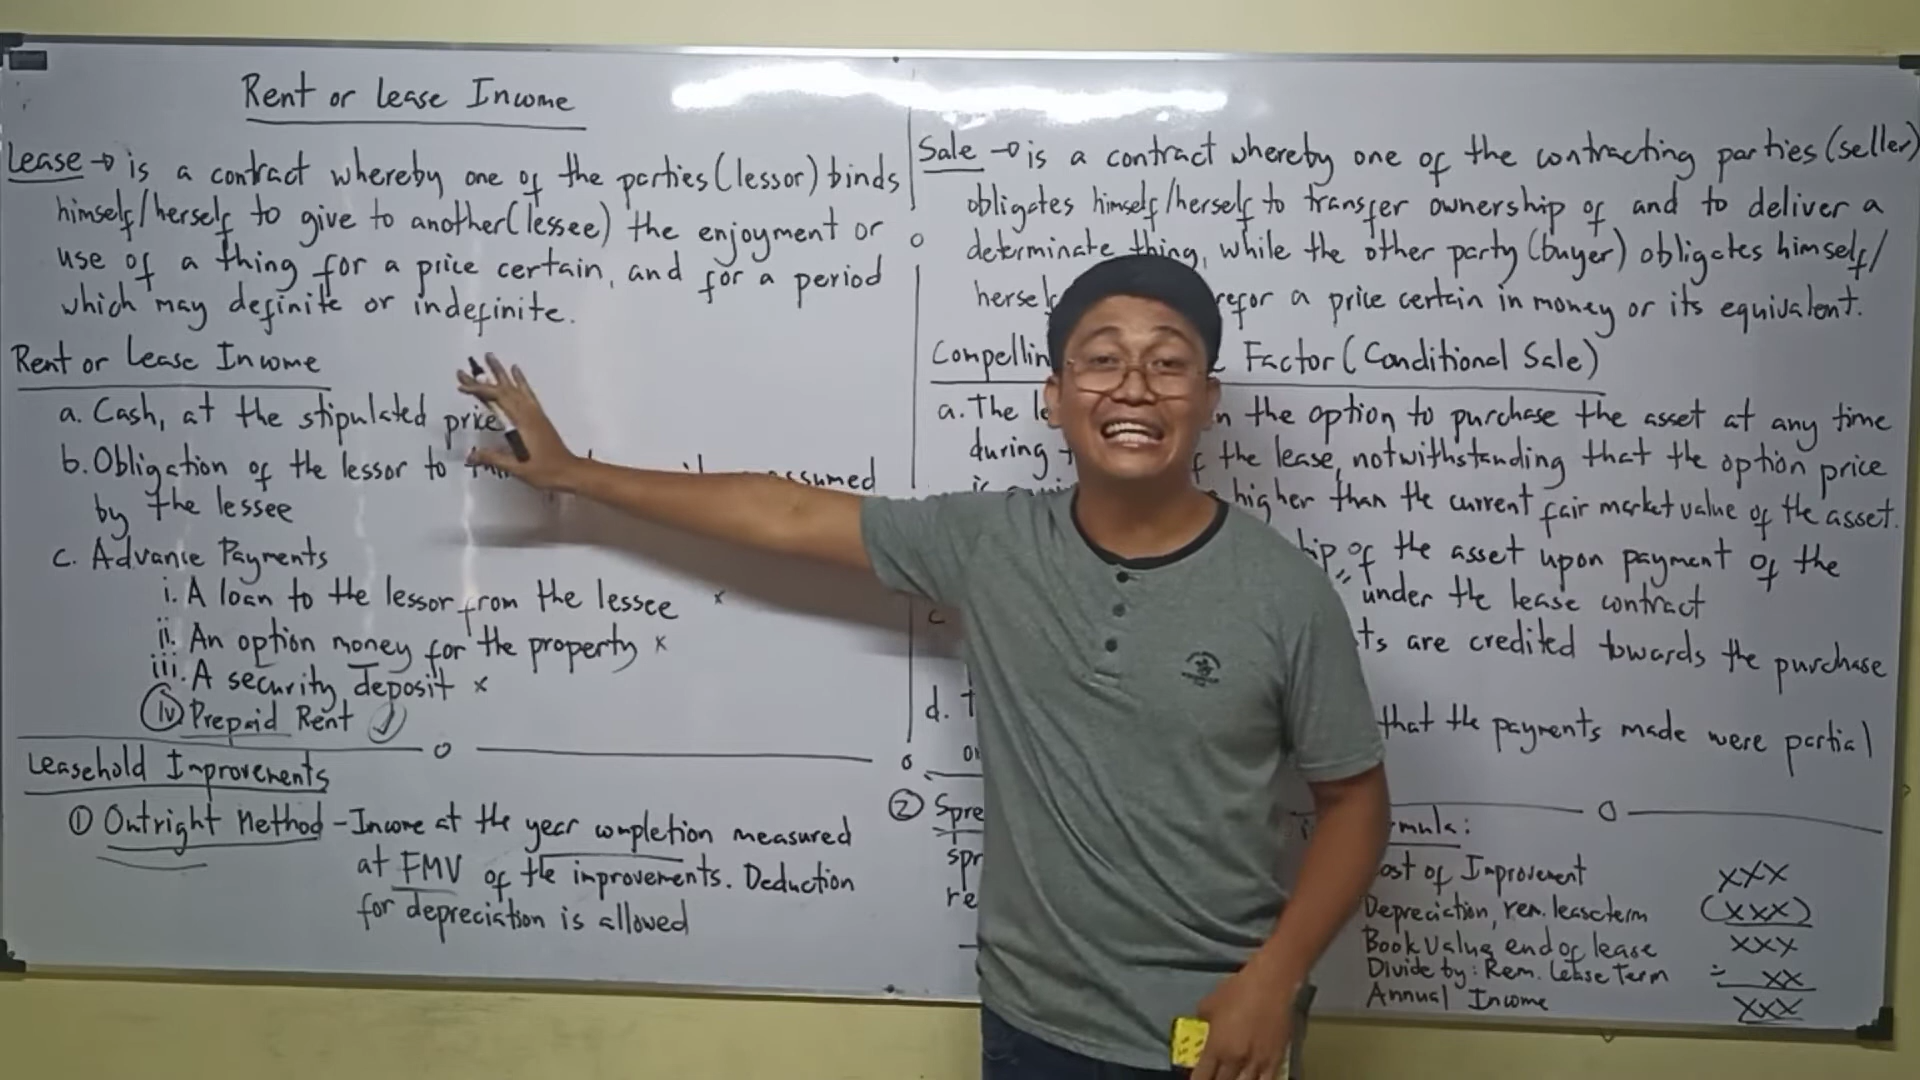 Rent or Lease Income
Lease → is a contract whereby one of the parties (lessor) binds
himself/herself to give to another (lessee) the enjoyment or
use of a thing for a price certain, and for a period
which may definite or indefinite.
Rent or Lease Income
a. Cash, at the stipulated price
b. Obligation of the lessor to assumed
by the lessee
c. Advance Payments
i. A loan to the lessor from the lessee x
ii. An option money for the property x
iii. A security Deposit x
iv Prepaid Rent ✓
Leasehold Improvements
① Outright Method - Income at the year completion measured
at FMV of the improvements. Deduction
for depreciation is allowed
Sale → is a contract whereby one of the contracting parties (seller)
obligates himself/herself to transfer ownership of and to deliver a
determinate thing, while the other party (buyer) obligates himself/
a price certain in money or its equivalent.
Factor (Conditional Sale)
a. The the option to purchase the asset at any time
during the lease, notwithstanding that the option price
higher than the current fair market value of the asset.
of the asset upon payment of the
" under the lease contract
c
are credited towards the purchase
d.
that the payments made were partial
②
Cost of Improvement xxx
Depreciation, rem. lease term (xxx)
Book Value, end of lease xxx
Divide by: Rem. Lease Term ÷ xx
Annual Income xxx